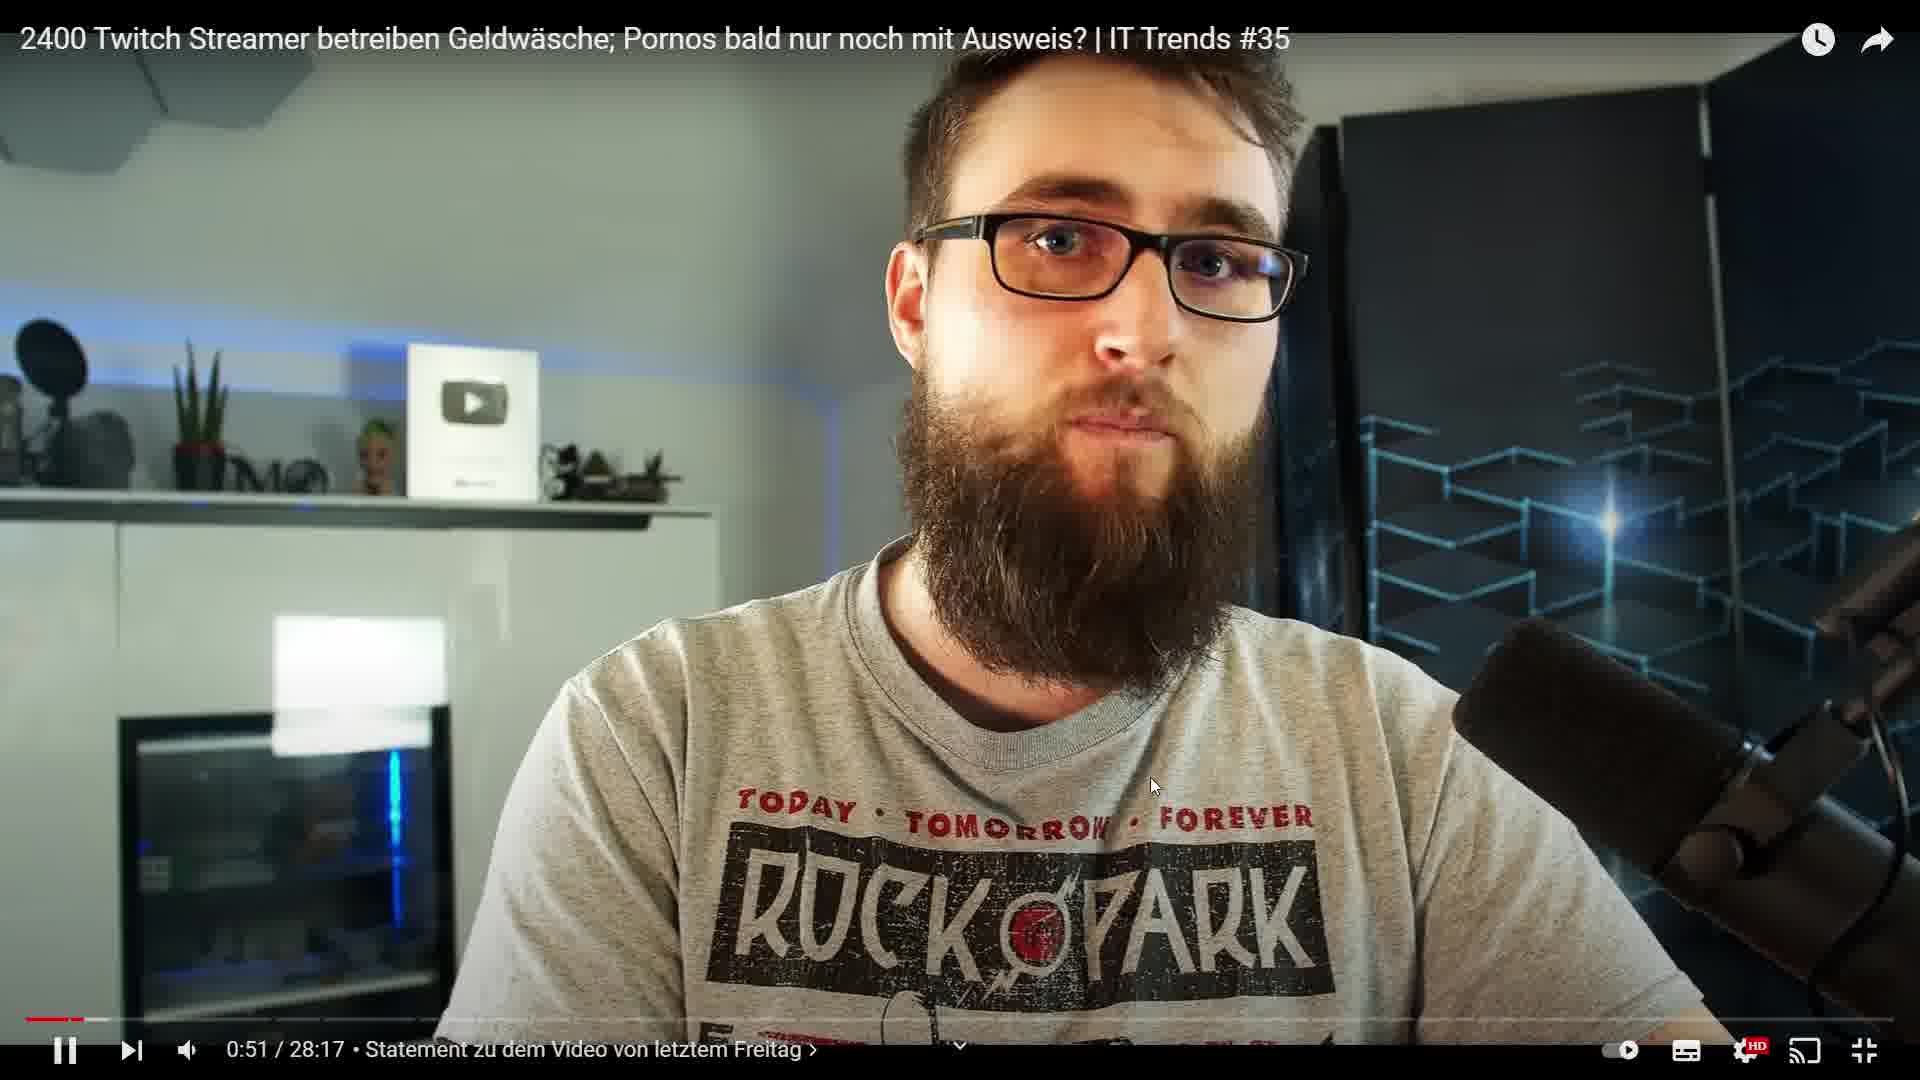 2400 Twitch Streamer betreiben Geldwäsche; Pornos bald nur noch mit Ausweis? | IT Trends #35
TODAY · TOMORROW · FOREVER
ROCK PARK
0:51 / 28:17 • Statement zu dem Video von letztem Freitag
HD